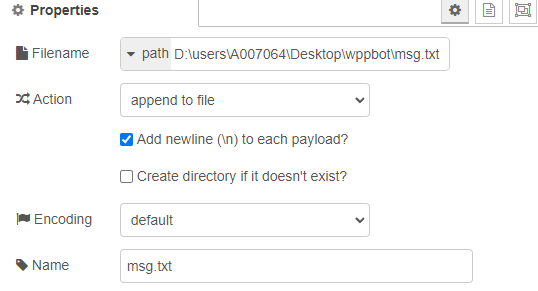 Properties
Filename path D:\users\A007064\Desktop\wppbot\msg.txt
Action append to file
Add newline (\n) to each payload?
Create directory if it doesn't exist?
Encoding default
Name msg.txt